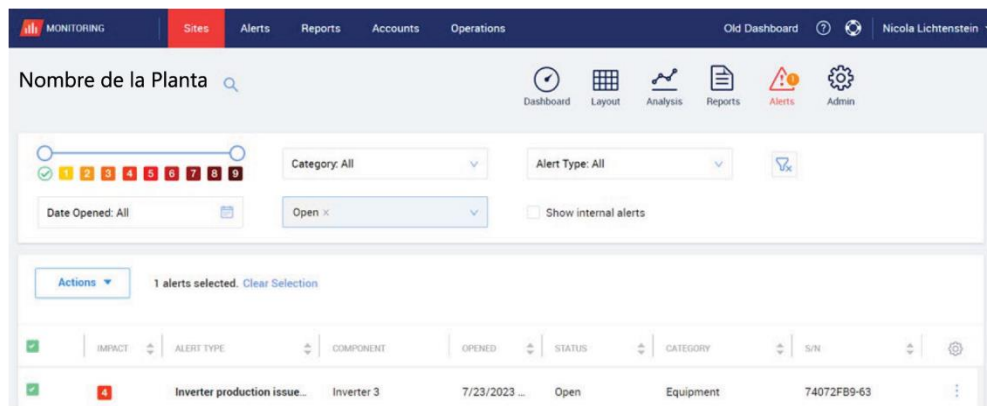 MONITORING Sites Alerts Reports Accounts Operations Old Dashboard ? Nicola Lichtenstein
Nombre de la Planta
Dashboard Layout Analysis Reports Alerts 1 Admin
1 2 3 4 5 6 7 8 9
Category: All Alert Type: All
Date Opened: All Open × Show internal alerts
Actions 1 alerts selected. Clear Selection
IMPACT ALERT TYPE COMPONENT OPENED STATUS CATEGORY S/N
4 Inverter production issue... Inverter 3 7/23/2023 ... Open Equipment 74072FB9-63